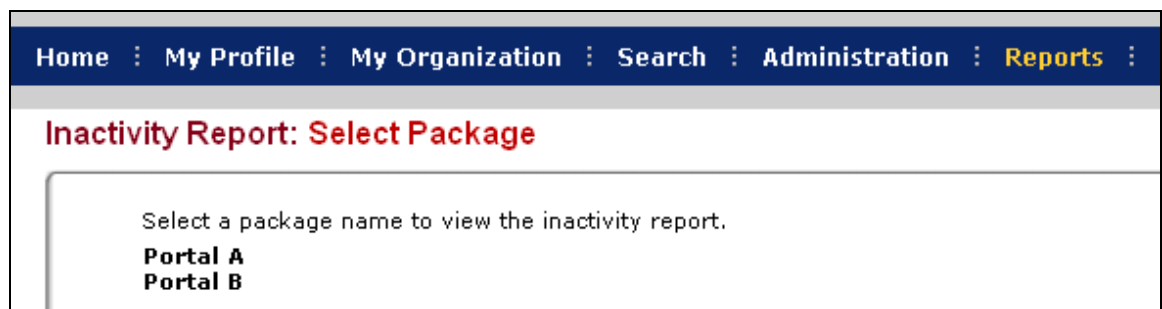 Home : My Profile : My Organization : Search : Administration : Reports :
Inactivity Report: Select Package
Select a package name to view the inactivity report.
Portal A
Portal B